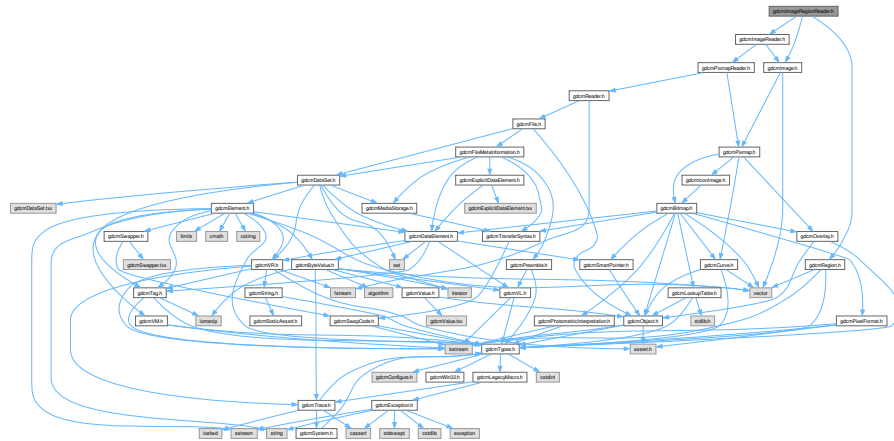 gdcmImageRegionReader.h
gdcmImageReader.h
gdcmPixmapReader.h
gdcmImage.h
gdcmReader.h
gdcmFile.h
gdcmFileMetaInformation.h
gdcmPixmap.h
gdcmDataSet.h
gdcmExplicitDataElement.h
gdcmIconImage.h
gdcmDataSet.txx
gdcmElement.h
gdcmMediaStorage.h
gdcmExplicitDataElement.txx
gdcmBitmap.h
gdcmSwapper.h
limits
cmath
cstring
gdcmDataElement.h
gdcmTransferSyntax.h
gdcmOverlay.h
gdcmSwapper.txx
gdcmVR.h
gdcmByteValue.h
set
gdcmPreamble.h
gdcmSmartPointer.h
gdcmCurve.h
gdcmRegion.h
gdcmTag.h
gdcmString.h
fstream
algorithm
gdcmValue.h
iterator
gdcmVL.h
gdcmLookupTable.h
vector
gdcmVM.h
iomanip
gdcmStaticAssert.h
gdcmSwapCode.h
gdcmValue.txx
gdcmPhotometricInterpretation.h
gdcmObject.h
stdlib.h
gdcmPixelFormat.h
iostream
gdcmTypes.h
assert.h
gdcmConfigure.h
gdcmWin32.h
gdcmLegacyMacro.h
cstdint
gdcmTrace.h
gdcmException.h
iosfwd
sstream
string
gdcmSystem.h
cassert
stdexcept
cstdlib
exception